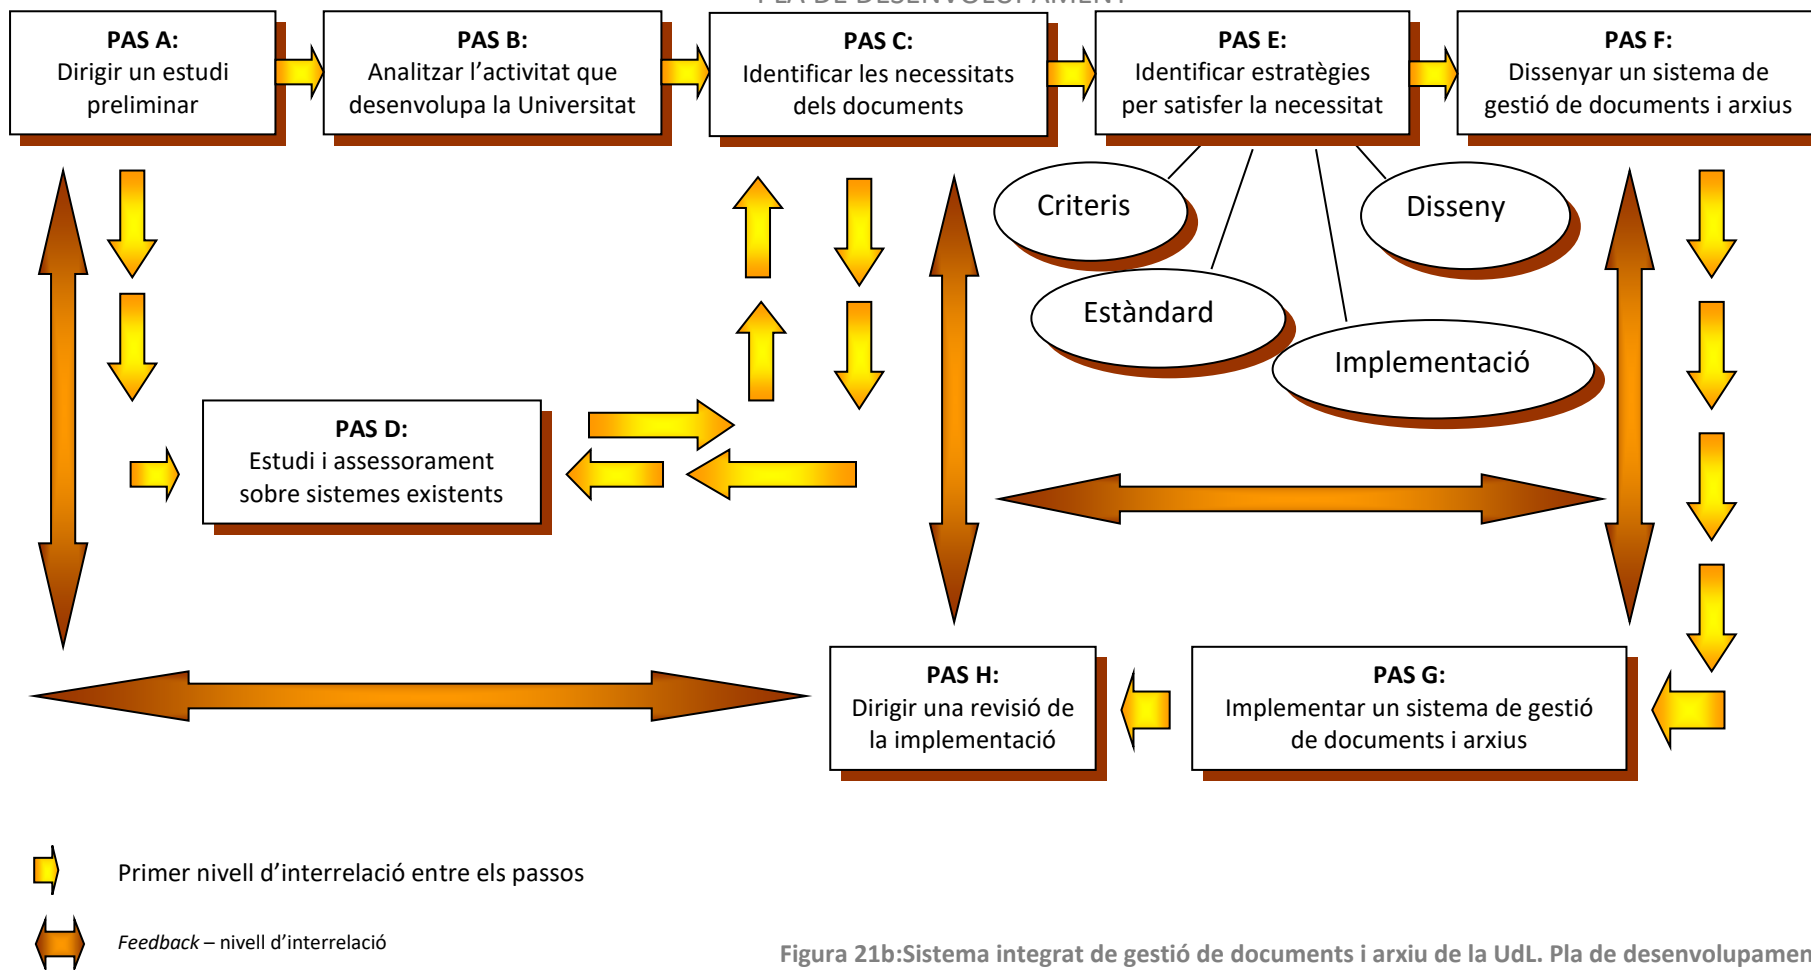 PLA DE DESENVOLUPAMENT
PAS A:
Dirigir un estudi
preliminar
PAS B:
Analitzar l’activitat que
desenvolupa la Universitat
PAS C:
Identificar les necessitats
dels documents
PAS E:
Identificar estratègies
per satisfer la necessitat
PAS F:
Dissenyar un sistema de
gestió de documents i arxius
Criteris
Disseny
Estàndard
Implementació
PAS D:
Estudi i assessorament
sobre sistemes existents
PAS H:
Dirigir una revisió de
la implementació
PAS G:
Implementar un sistema de gestió
de documents i arxius
Primer nivell d’interrelació entre els passos
Feedback – nivell d’interrelació
Figura 21b:Sistema integrat de gestió de documents i arxiu de la UdL. Pla de desenvolupamen